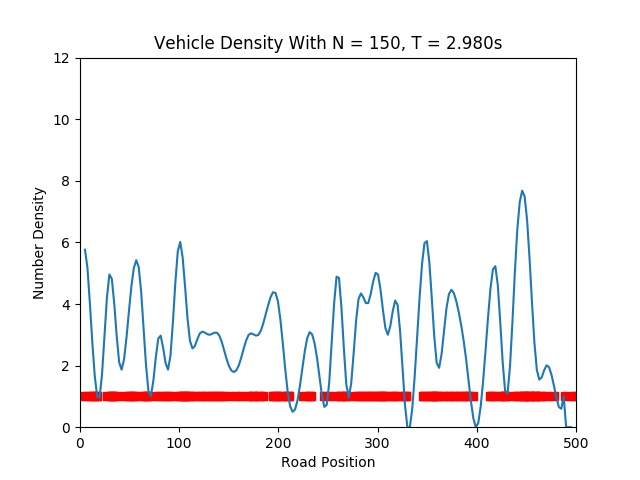 Vehicle Density With N = 150, T = 2.980s
12
10
8
6
4
2
0
Number Density
0 100 200 300 400 500
Road Position